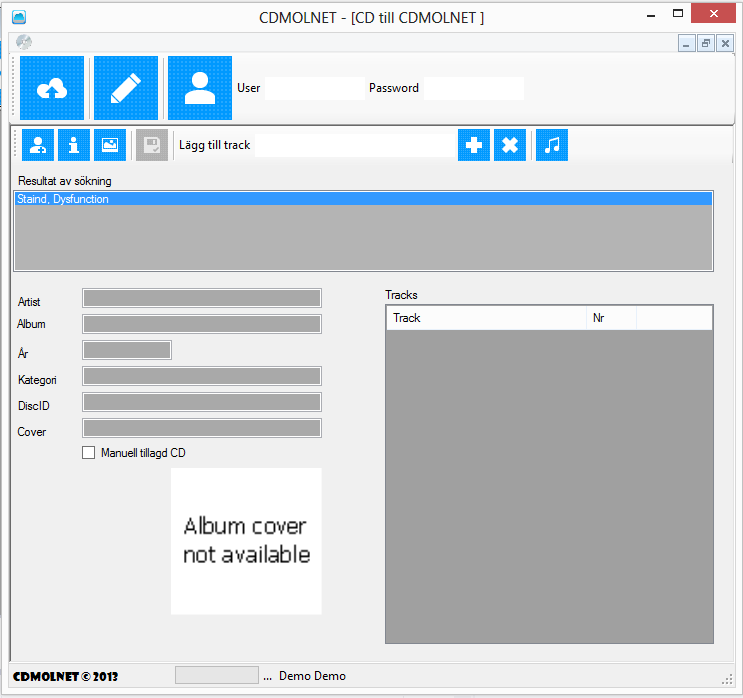 CDMOLNET - [CD till CDMOLNET ]
User
Password
Lägg till track
Resultat av sökning
Staind, Dysfunction
Artist
Album
År
Kategori
DiscID
Cover
Manuell tillagd CD
Album cover
not available
Tracks
Track Nr
CDMOLNET © 2013
... Demo Demo